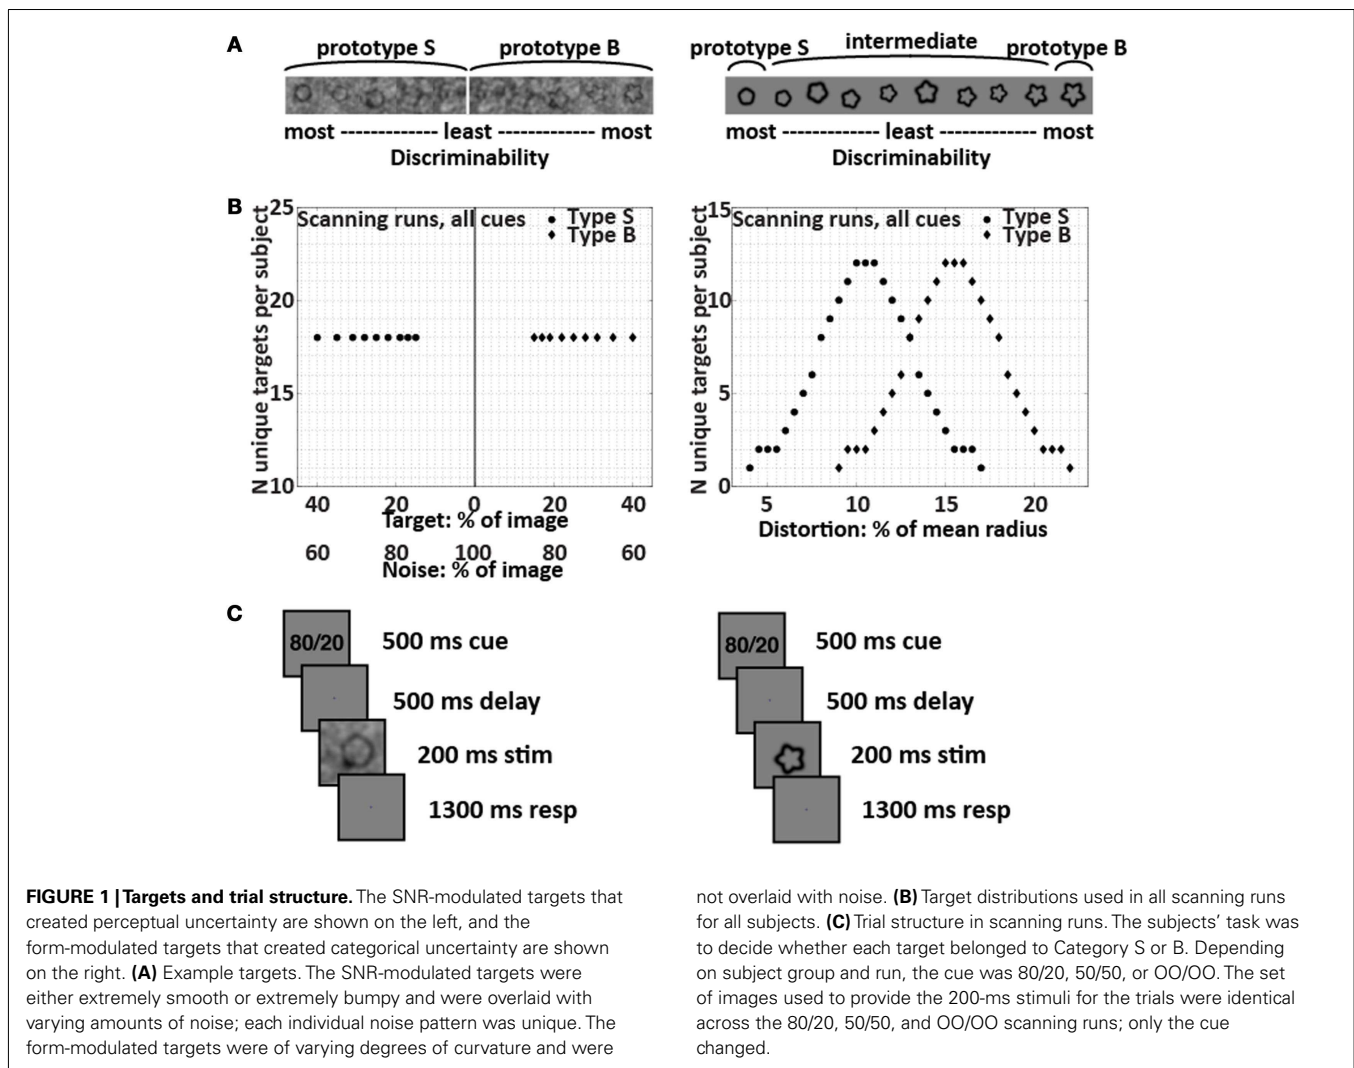 A
prototype S prototype B
most ------------- least ------------- most
Discriminability
prototype S intermediate prototype B
most ------------- least ------------- most
Discriminability
B
N unique targets per subject
25
20
15
10
Scanning runs, all cues
Type S
Type B
40 20 0 20 40
Target: % of image
60 80 100 80 60
Noise: % of image
N unique targets per subject
15
10
5
0
Scanning runs, all cues
Type S
Type B
5 10 15 20
Distortion: % of mean radius
C
80/20 500 ms cue
500 ms delay
200 ms stim
1300 ms resp
80/20 500 ms cue
500 ms delay
200 ms stim
1300 ms resp
FIGURE 1 | Targets and trial structure. The SNR-modulated targets that
created perceptual uncertainty are shown on the left, and the
form-modulated targets that created categorical uncertainty are shown
on the right. (A) Example targets. The SNR-modulated targets were
either extremely smooth or extremely bumpy and were overlaid with
varying amounts of noise; each individual noise pattern was unique. The
form-modulated targets were of varying degrees of curvature and were
not overlaid with noise. (B) Target distributions used in all scanning runs
for all subjects. (C) Trial structure in scanning runs. The subjects' task was
to decide whether each target belonged to Category S or B. Depending
on subject group and run, the cue was 80/20, 50/50, or OO/OO. The set
of images used to provide the 200-ms stimuli for the trials were identical
across the 80/20, 50/50, and OO/OO scanning runs; only the cue
changed.